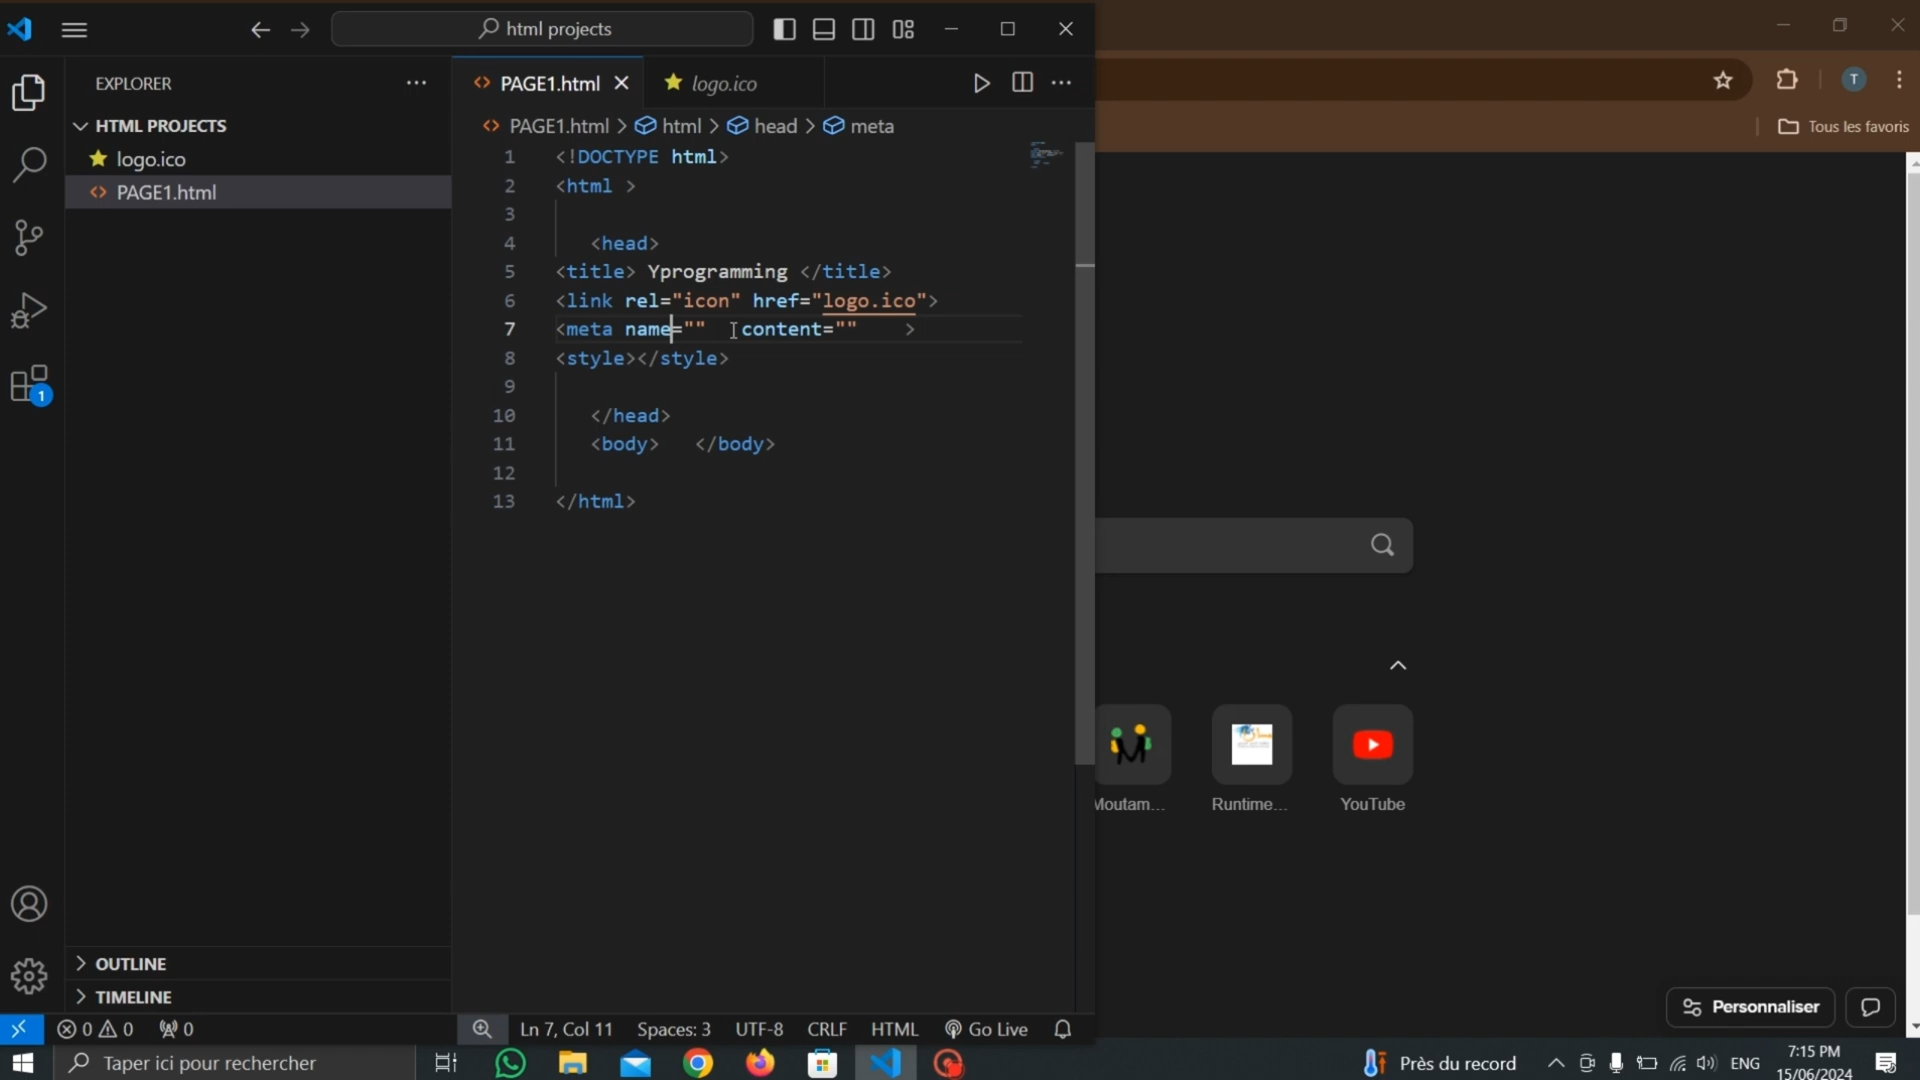 html projects
EXPLORER
PAGE1.html
logo.ico
HTML PROJECTS
PAGE1.html > html > head > meta
Tous les favoris
T
logo.ico
PAGE1.html
1 <!DOCTYPE html>
2 <html >
3
4 <head>
5 <title> Yprogramming </title>
6 <link rel="icon" href="logo.ico">
7 <meta name="" content="" >
8 <style></style>
9
10 </head>
11 <body> </body>
12
13 </html>
1
Moutam...
Runtime...
YouTube
OUTLINE
TIMELINE
Personnaliser
0 0 0
Ln 7, Col 11 Spaces: 3 UTF-8 CRLF HTML Go Live
Taper ici pour rechercher
Près du record
ENG
7:15 PM
15/06/2024